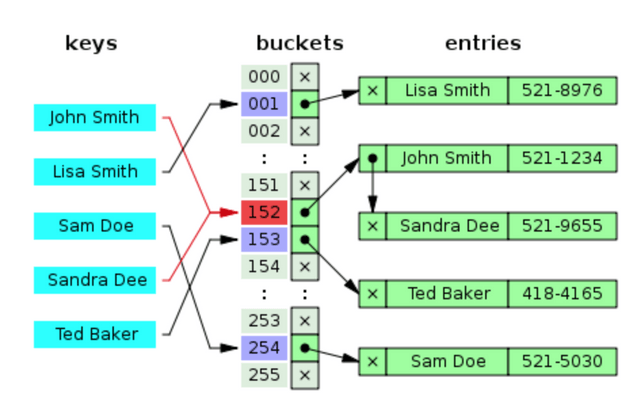 keys buckets entries
000 ×
001 × Lisa Smith 521-8976
John Smith
002 ×
: :
Lisa Smith
× John Smith 521-1234
151 ×
152
Sam Doe
× Sandra Dee 521-9655
153
154 ×
Sandra Dee
: :
× Ted Baker 418-4165
253 ×
Ted Baker
254
× Sam Doe 521-5030
255 ×